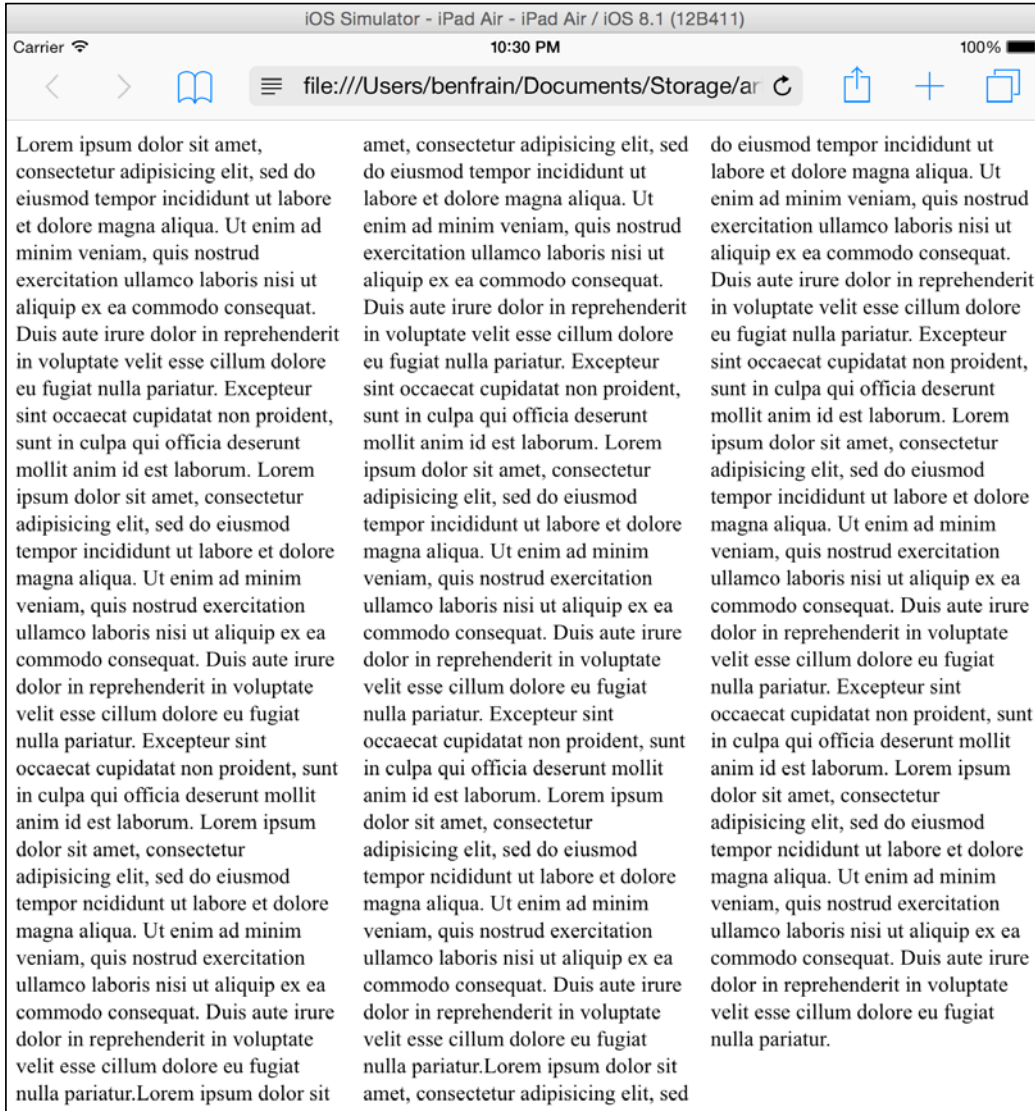 iOS Simulator - iPad Air - iPad Air / iOS 8.1 (12B411)
Carrier 10:30 PM 100%
file:///Users/benfrain/Documents/Storage/ar
Lorem ipsum dolor sit amet,
consectetur adipisicing elit, sed do
eiusmod tempor incididunt ut labore
et dolore magna aliqua. Ut enim ad
minim veniam, quis nostrud
exercitation ullamco laboris nisi ut
aliquip ex ea commodo consequat.
Duis aute irure dolor in reprehenderit
in voluptate velit esse cillum dolore
eu fugiat nulla pariatur. Excepteur
sint occaecat cupidatat non proident,
sunt in culpa qui officia deserunt
mollit anim id est laborum. Lorem
ipsum dolor sit amet, consectetur
adipisicing elit, sed do eiusmod
tempor incididunt ut labore et dolore
magna aliqua. Ut enim ad minim
veniam, quis nostrud exercitation
ullamco laboris nisi ut aliquip ex ea
commodo consequat. Duis aute irure
dolor in reprehenderit in voluptate
velit esse cillum dolore eu fugiat
nulla pariatur. Excepteur sint
occaecat cupidatat non proident, sunt
in culpa qui officia deserunt mollit
anim id est laborum. Lorem ipsum
dolor sit amet, consectetur
adipisicing elit, sed do eiusmod
tempor ncididunt ut labore et dolore
magna aliqua. Ut enim ad minim
veniam, quis nostrud exercitation
ullamco laboris nisi ut aliquip ex ea
commodo consequat. Duis aute irure
dolor in reprehenderit in voluptate
velit esse cillum dolore eu fugiat
nulla pariatur.Lorem ipsum dolor sit
amet, consectetur adipisicing elit, sed
do eiusmod tempor incididunt ut
labore et dolore magna aliqua. Ut
enim ad minim veniam, quis nostrud
exercitation ullamco laboris nisi ut
aliquip ex ea commodo consequat.
Duis aute irure dolor in reprehenderit
in voluptate velit esse cillum dolore
eu fugiat nulla pariatur. Excepteur
sint occaecat cupidatat non proident,
sunt in culpa qui officia deserunt
mollit anim id est laborum. Lorem
ipsum dolor sit amet, consectetur
adipisicing elit, sed do eiusmod
tempor incididunt ut labore et dolore
magna aliqua. Ut enim ad minim
veniam, quis nostrud exercitation
ullamco laboris nisi ut aliquip ex ea
commodo consequat. Duis aute irure
dolor in reprehenderit in voluptate
velit esse cillum dolore eu fugiat
nulla pariatur. Excepteur sint
occaecat cupidatat non proident, sunt
in culpa qui officia deserunt mollit
anim id est laborum. Lorem ipsum
dolor sit amet, consectetur
adipisicing elit, sed do eiusmod
tempor ncididunt ut labore et dolore
magna aliqua. Ut enim ad minim
veniam, quis nostrud exercitation
ullamco laboris nisi ut aliquip ex ea
commodo consequat. Duis aute irure
dolor in reprehenderit in voluptate
velit esse cillum dolore eu fugiat
nulla pariatur.Lorem ipsum dolor sit
amet, consectetur adipisicing elit, sed
do eiusmod tempor incididunt ut
labore et dolore magna aliqua. Ut
enim ad minim veniam, quis nostrud
exercitation ullamco laboris nisi ut
aliquip ex ea commodo consequat.
Duis aute irure dolor in reprehenderit
in voluptate velit esse cillum dolore
eu fugiat nulla pariatur. Excepteur
sint occaecat cupidatat non proident,
sunt in culpa qui officia deserunt
mollit anim id est laborum. Lorem
ipsum dolor sit amet, consectetur
adipisicing elit, sed do eiusmod
tempor incididunt ut labore et dolore
magna aliqua. Ut enim ad minim
veniam, quis nostrud exercitation
ullamco laboris nisi ut aliquip ex ea
commodo consequat. Duis aute irure
dolor in reprehenderit in voluptate
velit esse cillum dolore eu fugiat
nulla pariatur. Excepteur sint
occaecat cupidatat non proident, sunt
in culpa qui officia deserunt mollit
anim id est laborum. Lorem ipsum
dolor sit amet, consectetur
adipisicing elit, sed do eiusmod
tempor ncididunt ut labore et dolore
magna aliqua. Ut enim ad minim
veniam, quis nostrud exercitation
ullamco laboris nisi ut aliquip ex ea
commodo consequat. Duis aute irure
dolor in reprehenderit in voluptate
velit esse cillum dolore eu fugiat
nulla pariatur.